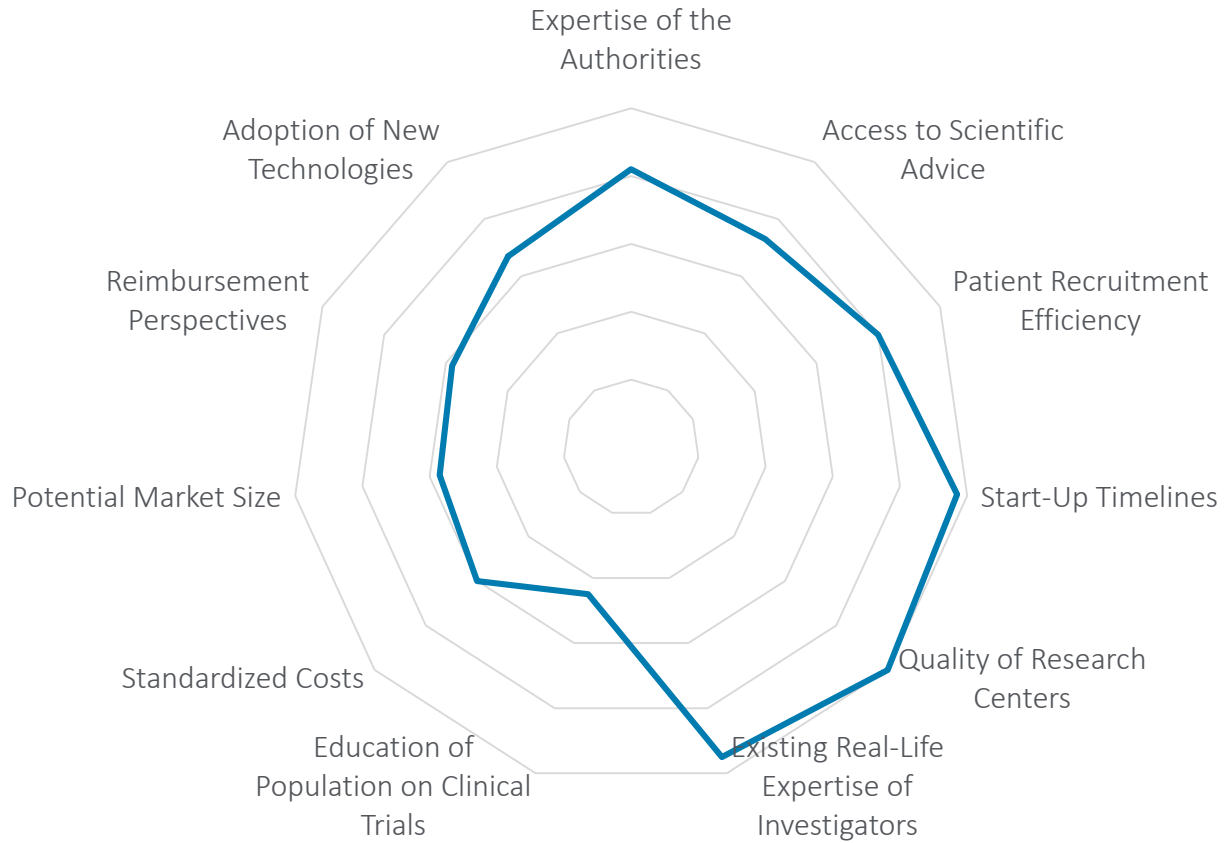 Expertise of the
Authorities
Access to Scientific
Advice
Patient Recruitment
Efficiency
Start-Up Timelines
Quality of Research
Centers
Existing Real-Life
Expertise of
Investigators
Education of
Population on Clinical
Trials
Standardized Costs
Potential Market Size
Reimbursement
Perspectives
Adoption of New
Technologies